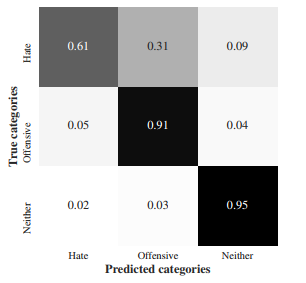 True categories
Hate
0.61 0.31 0.09
Offensive
0.05 0.91 0.04
Neither
0.02 0.03 0.95
Hate Offensive Neither
Predicted categories